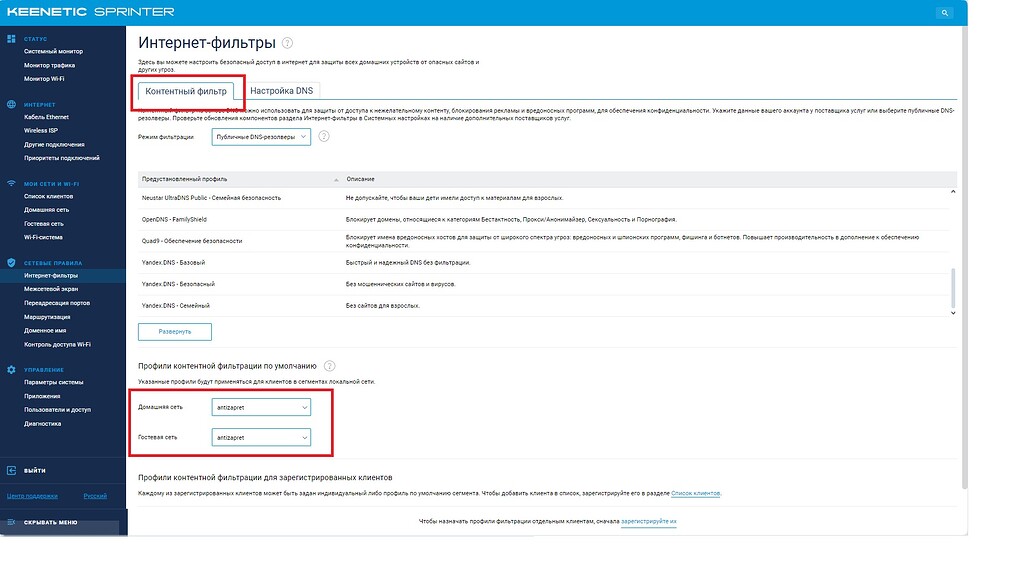 KEENETIC SPRINTER
СТАТУС
Системный монитор
Монитор трафика
Монитор Wi-Fi
ИНТЕРНЕТ
Кабель Ethernet
Wireless ISP
Другие подключения
Приоритеты подключений
МОИ СЕТИ И WI-FI
Список клиентов
Домашняя сеть
Гостевая сеть
Wi-Fi-система
СЕТЕВЫЕ ПРАВИЛА
Интернет-фильтры
Межсетевой экран
Переадресация портов
Маршрутизация
Доменное имя
Контроль доступа Wi-Fi
УПРАВЛЕНИЕ
Параметры системы
Приложения
Пользователи и доступ
Диагностика
ВЫЙТИ
Центр поддержки Русский
СКРЫВАТЬ МЕНЮ
Интернет-фильтры ?
Здесь вы можете настроить безопасный доступ в интернет для защиты всех домашних устройств от опасных сайтов и
других угроз.
Контентный фильтр Настройка DNS
можно использовать для защиты от доступа к нежелательному контенту, блокирования рекламы и вредоносных программ, для обеспечения конфиденциальности. Укажите данные вашего аккаунта у поставщика услуг или выберите публичные DNS-
резолверы. Проверьте обновления компонентов раздела Интернет-фильтры в Системных настройках на наличие дополнительных поставщиков услуг.
Режим фильтрации Публичные DNS-резолверы ?
Предустановленный профиль Описание
Neustar UltraDNS Public - Семейная безопасность Не допускайте, чтобы ваши дети имели доступ к материалам для взрослых.
OpenDNS - FamilyShield Блокирует домены, относящиеся к категориям Бестактность, Прокси/Анонимайзер, Сексуальность и Порнография.
Quad9 - Обеспечение безопасности Блокирует имена вредоносных хостов для защиты от широкого спектра угроз: вредоносных и шпионских программ, фишинга и ботнетов. Повышает производительность в дополнение к обеспечению
конфиденциальности.
Yandex.DNS - Базовый Быстрый и надежный DNS без фильтрации.
Yandex.DNS - Безопасный Без мошеннических сайтов и вирусов.
Yandex.DNS - Семейный Без сайтов для взрослых.
Развернуть
Профили контентной фильтрации по умолчанию ?
Указанные профили будут применяться для клиентов в сегментах локальной сети.
Домашняя сеть antizapret
Гостевая сеть antizapret
Профили контентной фильтрации для зарегистрированных клиентов
Каждому из зарегистрированных клиентов может быть задан индивидуальный либо профиль по умолчанию сегмента. Чтобы добавить клиента в список, зарегистрируйте его в разделе Список клиентов.
Чтобы назначать профили фильтрации отдельным клиентам, сначала зарегистрируйте их